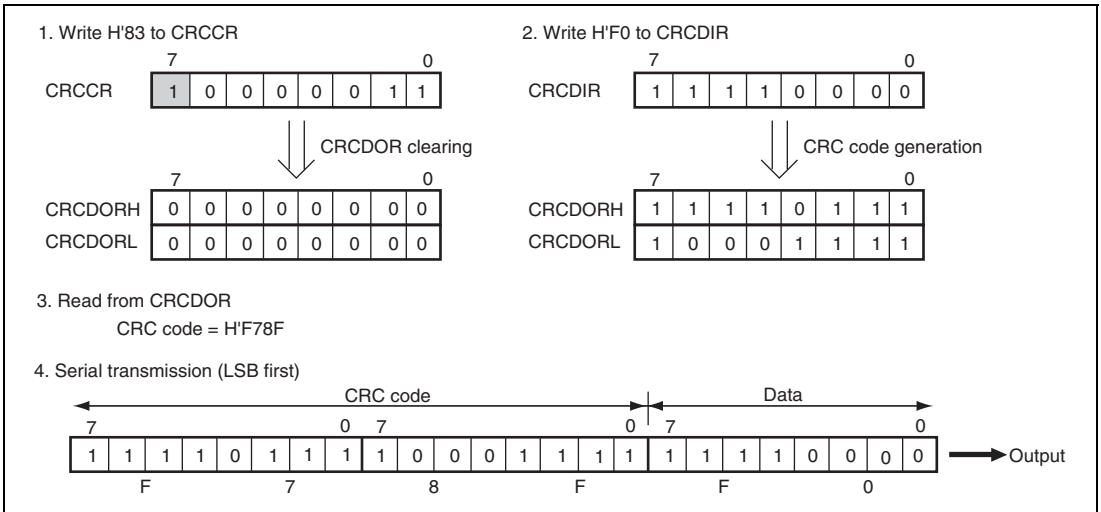 1. Write H'83 to CRCCR
7 0
CRCCR 1 0 0 0 0 0 1 1
CRCDOR clearing
7 0
CRCDORH 0 0 0 0 0 0 0 0
CRCDORL 0 0 0 0 0 0 0 0
2. Write H'F0 to CRCDIR
7 0
CRCDIR 1 1 1 1 0 0 0 0
CRC code generation
7 0
CRCDORH 1 1 1 1 0 1 1 1
CRCDORL 1 0 0 0 1 1 1 1
3. Read from CRCDOR
CRC code = H'F78F
4. Serial transmission (LSB first)
CRC code Data
7 0 7 0 7 0
1 1 1 1 0 1 1 1 1 0 0 0 1 1 1 1 1 1 1 1 0 0 0 0 Output
F 7 8 F F 0